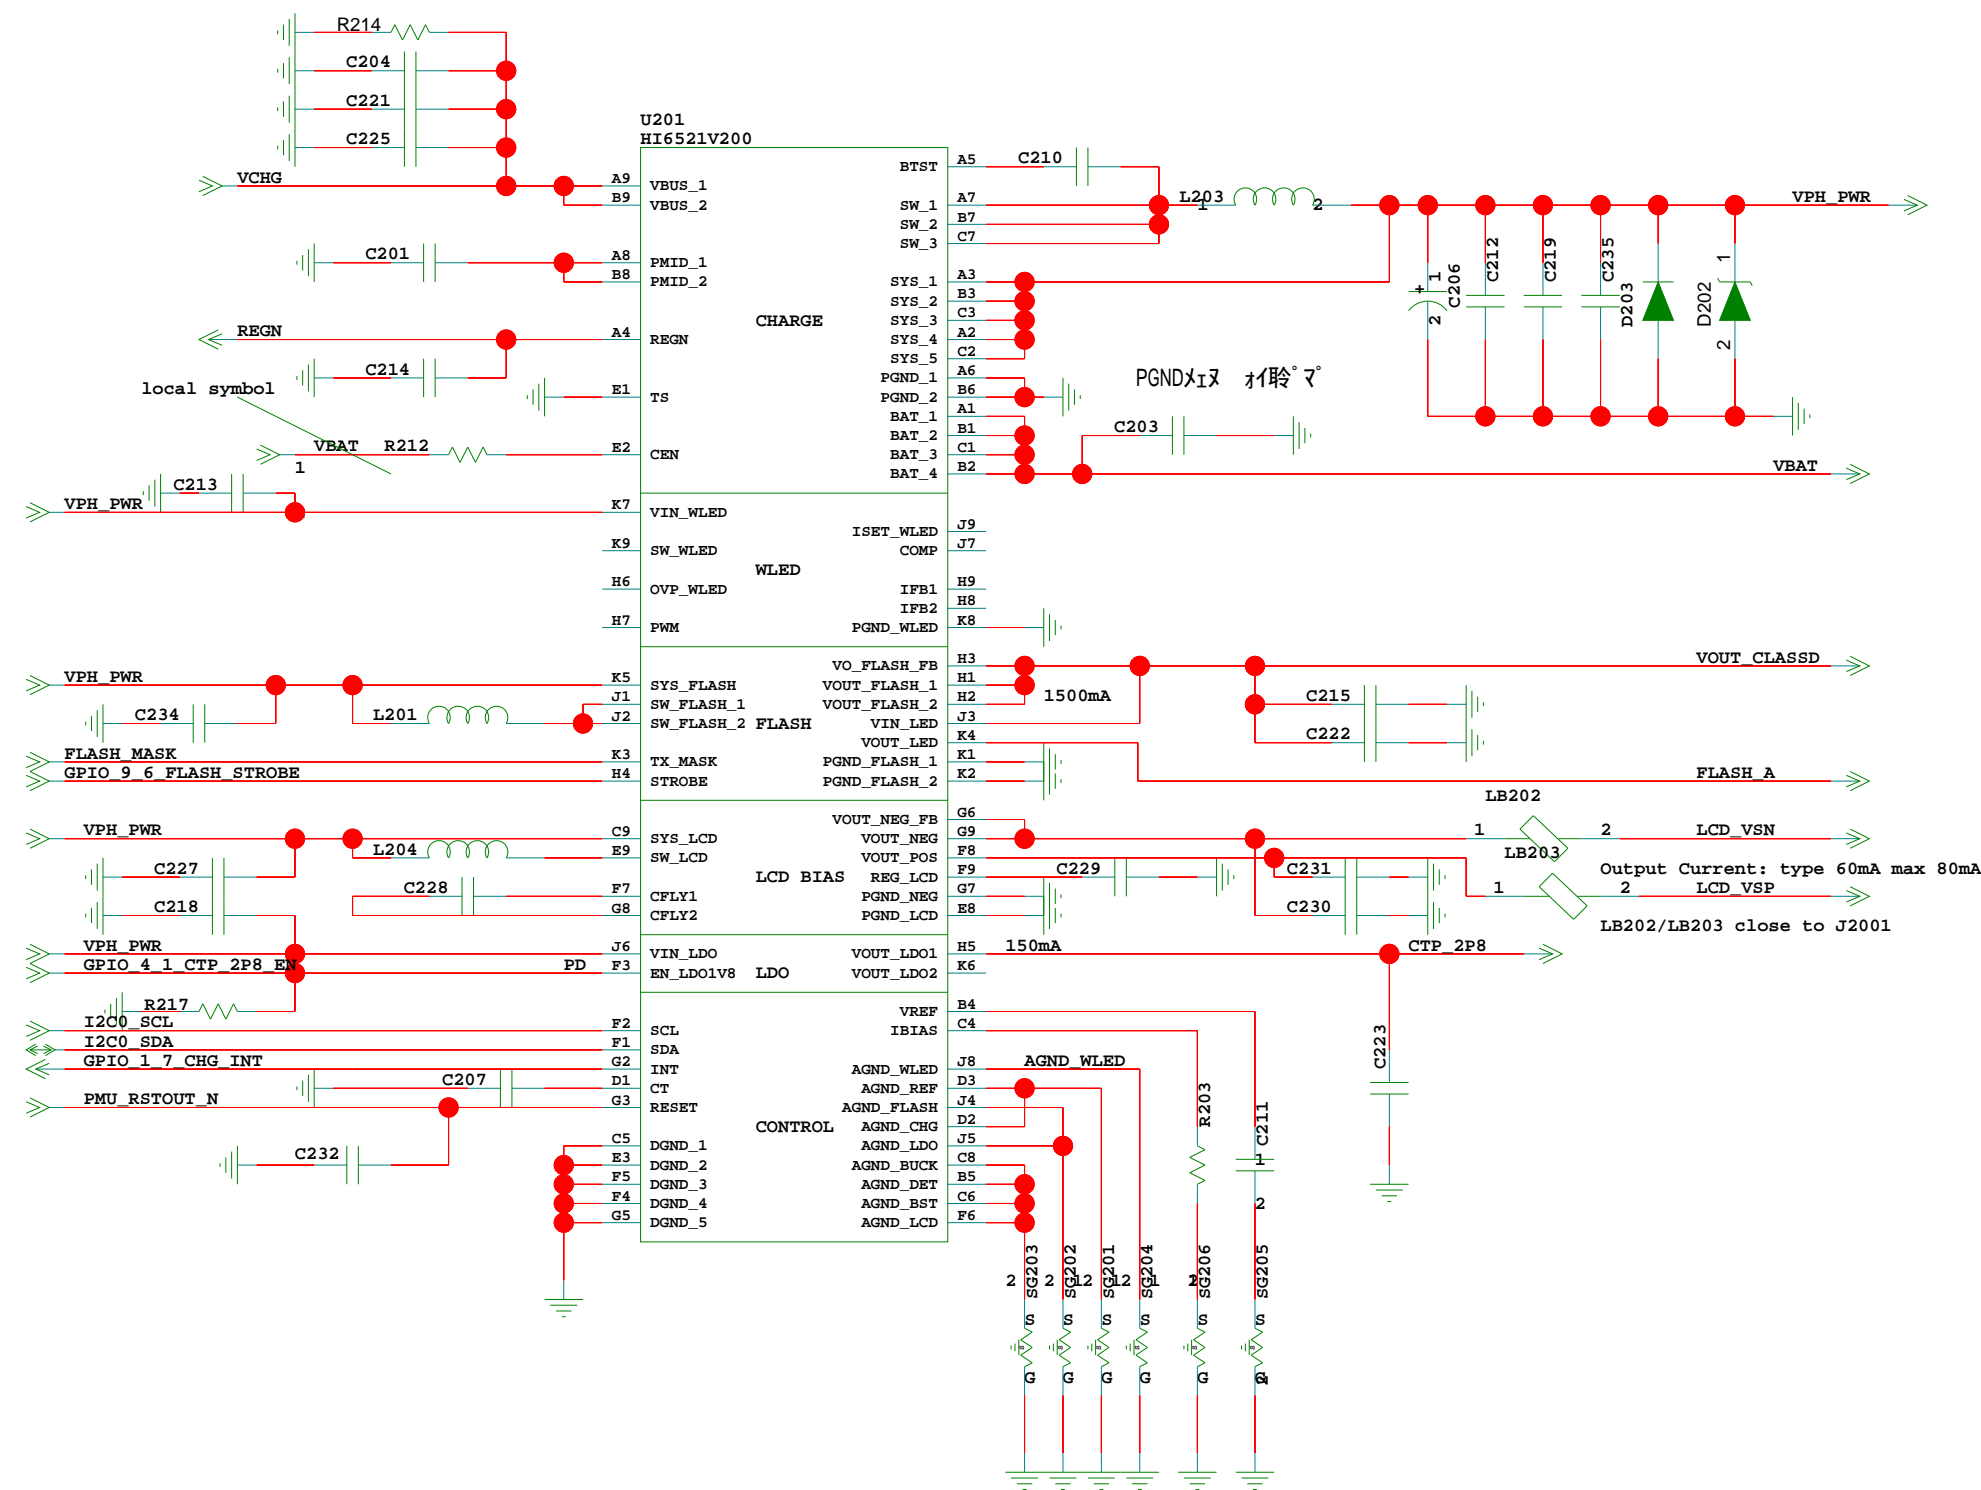 R214
C204
C221
C225
VCHG
U201
HI6521V200
A9 VBUS_1
B9 VBUS_2
C201
A8 PMID_1
B8 PMID_2
REGN
A4 REGN
C214
local symbol
E1 TS
VBAT R212
1
E2 CEN
CHARGE
BTST A5
C210
SW_1 A7
SW_2 B7
SW_3 C7
L203
1 2
VPH_PWR
SYS_1 A3
SYS_2 B3
SYS_3 C3
SYS_4 A2
SYS_5 C2
PGND_1 A6
PGND_2 B6
BAT_1 A1
BAT_2 B1
BAT_3 C1
BAT_4 B2
C203
VBAT
+ 1 2 C206
C212
C219
C235
D203
D202 1 2
C213
VPH_PWR
K7 VIN_WLED
K9 SW_WLED
H6 OVP_WLED
H7 PWM
WLED
ISET_WLED J9
COMP J7
IFB1 H9
IFB2 H8
PGND_WLED K8
VPH_PWR
C234
L201
K5 SYS_FLASH
J1 SW_FLASH_1
J2 SW_FLASH_2
FLASH
FLASH_MASK
K3 TX_MASK
GPIO_9_6_FLASH_STROBE
H4 STROBE
VO_FLASH_FB H3
VOUT_FLASH_1 H1
VOUT_FLASH_2 H2
1500mA
VIN_LED J3
VOUT_LED K4
PGND_FLASH_1 K1
PGND_FLASH_2 K2
VOUT_CLASSD
C215
C222
FLASH_A
VPH_PWR
C9 SYS_LCD
L204
E9 SW_LCD
C227
C228
F7 CFLY1
C218
G8 CFLY2
LCD BIAS
VOUT_NEG_FB G6
VOUT_NEG G9
VOUT_POS F8
REG_LCD F9
PGND_NEG G7
PGND_LCD E8
C229
C231
C230
LB202
1 2 LCD_VSN
LB203
Output Current: type 60mA max 80mA
1 2 LCD_VSP
LB202/LB203 close to J2001
VPH_PWR
J6 VIN_LDO
GPIO_4_1_CTP_2P8_EN
PD F3 EN_LDO1V8
LDO
VOUT_LDO1 H5 150mA
VOUT_LDO2 K6
CTP_2P8
C223
R217
I2C0_SCL
F2 SCL
I2C0_SDA
F1 SDA
GPIO_1_7_CHG_INT
G2 INT
C207
D1 CT
PMU_RSTOUT_N
G3 RESET
C232
CONTROL
C5 DGND_1
E3 DGND_2
F5 DGND_3
F4 DGND_4
G5 DGND_5
VREF B4
IBIAS C4
AGND_WLED J8 AGND_WLED
AGND_REF D3
AGND_FLASH J4
AGND_CHG D2
AGND_LDO J5
AGND_BUCK C8
AGND_DET B5
AGND_BST C6
AGND_LCD F6
R203
C211
1
2
SG203
SG202
SG201
SG204
SG206
SG205
S S S S S S
G G G G G